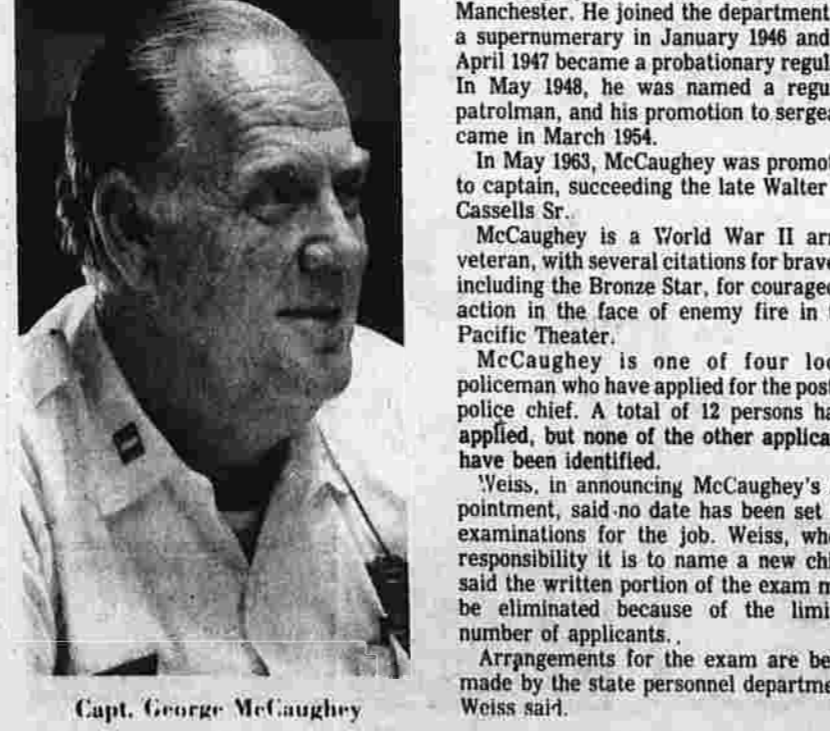 Manchester. He joined the department
a supernumerary in January 1946 and
April 1947 became a probationary regul
In May 1948, he was named a regu
patrolman, and his promotion to serge
came in March 1954.
In May 1963, McCaughey was promot
to captain, succeeding the late Walter
Cassells Sr.
McCaughey is a World War II ar
veteran, with several citations for brave
including the Bronze Star, for courage
action in the face of enemy fire in
Pacific Theater.
McCaughey is one of four loc
policeman who have applied for the post
police chief. A total of 12 persons ha
applied, but none of the other applica
have been identified.
Weiss, in announcing McCaughey's
pointment, said no date has been set
examinations for the job. Weiss, who
responsibility it is to name a new chi
said the written portion of the exam m
be eliminated because of the limi
number of applicants..
Arrangements for the exam are be
made by the state personnel departme
Weiss said.
Capt. George McCaughey